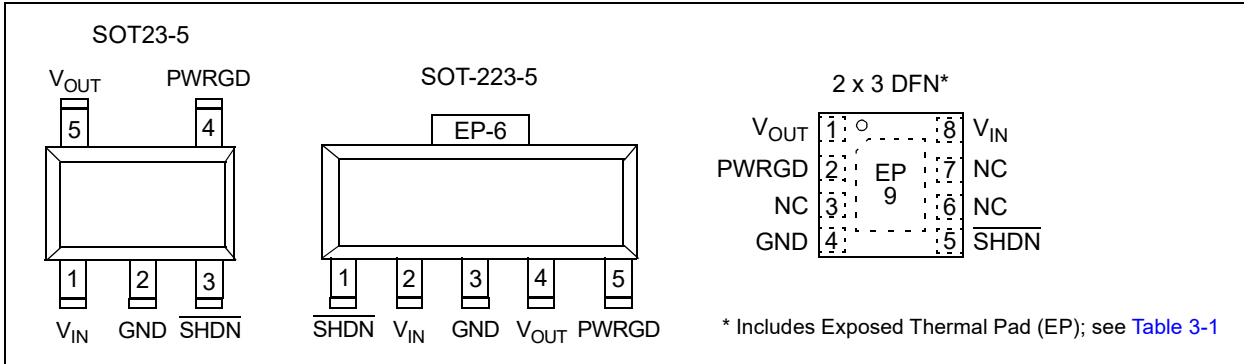 SOT23-5
VOUT PWRGD
5 4
1 2 3
VIN GND SHDN
SOT-223-5
EP-6
1 2 3 4 5
SHDN VIN GND VOUT PWRGD
2 x 3 DFN*
VOUT 1 8 VIN
PWRGD 2 EP 7 NC
9
NC 3 6 NC
GND 4 5 SHDN
* Includes Exposed Thermal Pad (EP); see Table 3-1